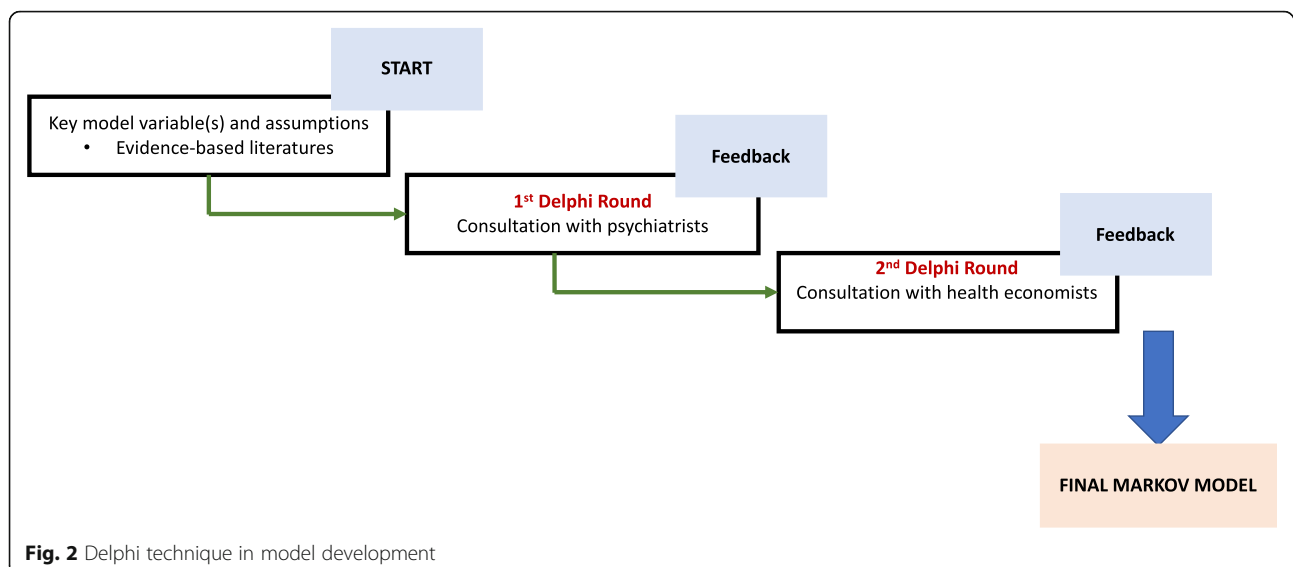 START
Key model variable(s) and assumptions
• Evidence-based literatures
Feedback
1st Delphi Round
Consultation with psychiatrists
Feedback
2nd Delphi Round
Consultation with health economists
FINAL MARKOV MODEL
Fig. 2 Delphi technique in model development